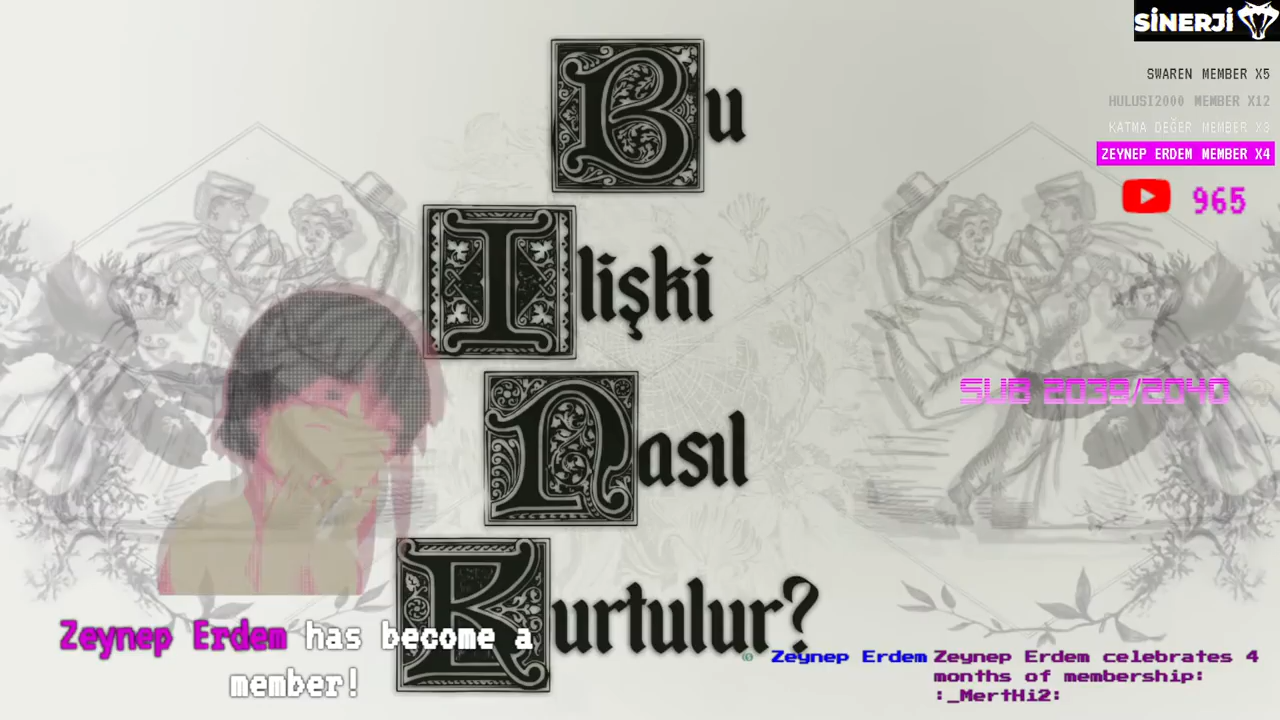 SİNERJİ
SWAREN MEMBER X5
HULUSI2000 MEMBER X12
KATMA DEĞER MEMBER X3
ZEYNEP ERDEM MEMBER X4
965
Bu
Ilişki
Nasıl
Kurtulur?
SUB 2039/2040
Zeynep Erdem has become a
member!
Zeynep Erdem Zeynep Erdem celebrates 4
months of membership:
:_MertHi2: